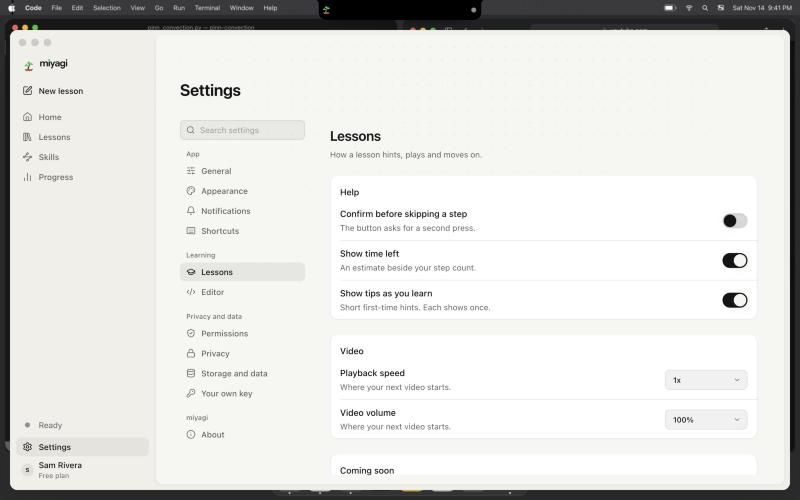 Code File Edit Selection View Go Run Terminal Window Help
Sat Nov 14 9:41 PM
pinn_convection.py — pinn-convection
miyagi
New lesson
Home
Lessons
Skills
Progress
Ready
Settings
S
Sam Rivera
Free plan
Settings
Search settings
App
General
Appearance
Notifications
Shortcuts
Learning
Lessons
Editor
Privacy and data
Permissions
Privacy
Storage and data
Your own key
miyagi
About
Lessons
How a lesson hints, plays and moves on.
Help
Confirm before skipping a step
The button asks for a second press.
Show time left
An estimate beside your step count.
Show tips as you learn
Short first-time hints. Each shows once.
Video
Playback speed
Where your next video starts.
1x
Video volume
Where your next video starts.
100%
Coming soon